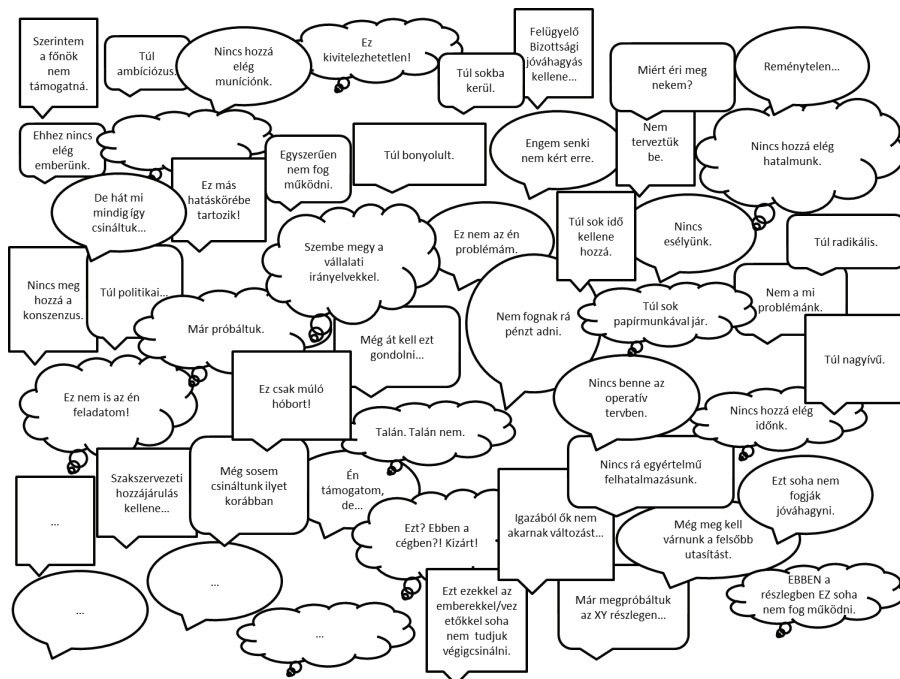 Szerintem
a főnök
nem
támogatná.
Túl
ambíciózus.
Nincs hozzá
elég
muníciónk.
Ez
kivitelezhetetlen!
Túl sokba
kerül.
Felügyelő
Bizottsági
jóváhagyás
kellene…
Miért éri meg
nekem?
Reménytelen…
Ehhez nincs
elég
emberünk.
Ez más
hatáskörébe
tartozik!
Egyszerűen
nem fog
működni.
Túl bonyolult.
Engem senki
nem kért erre.
Nem
terveztük
be.
Nincs hozzá elég
hatalmunk.
De hát mi
mindig így
csináltuk…
Szembe megy a
vállalati
irányelvekkel.
Ez nem az én
problémám.
Túl sok idő
kellene
hozzá.
Nincs
esélyünk.
Túl radikális.
Nincs meg
hozzá a
konszenzus.
Túl politikai…
Már próbáltuk.
Még át kell ezt
gondolni…
Nem fognak rá
pénzt adni.
Túl sok
papírmunkával jár.
Nem a mi
problémánk.
Túl nagyívű.
Ez nem is az én
feladatom!
Ez csak múló
hóbort!
Talán. Talán nem.
Nincs benne az
operatív
tervben.
Nincs hozzá elég
időnk.
…
Szakszervezeti
hozzájárulás
kellene…
Még sosem
csináltunk ilyet
korábban
Én
támogatom,
de…
Ezt? Ebben a
cégben?! Kizárt!
Igazából ők nem
akarnak változást…
Nincs rá egyértelmű
felhatalmazásunk.
Még meg kell
várnunk a felsőbb
utasítást.
Ezt soha nem
fogják
jóváhagyni.
…
…
…
Ezt ezekkel az
emberekkel/vez
etőkkel soha
nem tudjuk
végigcsinálni.
Már megpróbáltuk
az XY részlegen…
EBBEN a
részlegben EZ soha
nem fog működni.